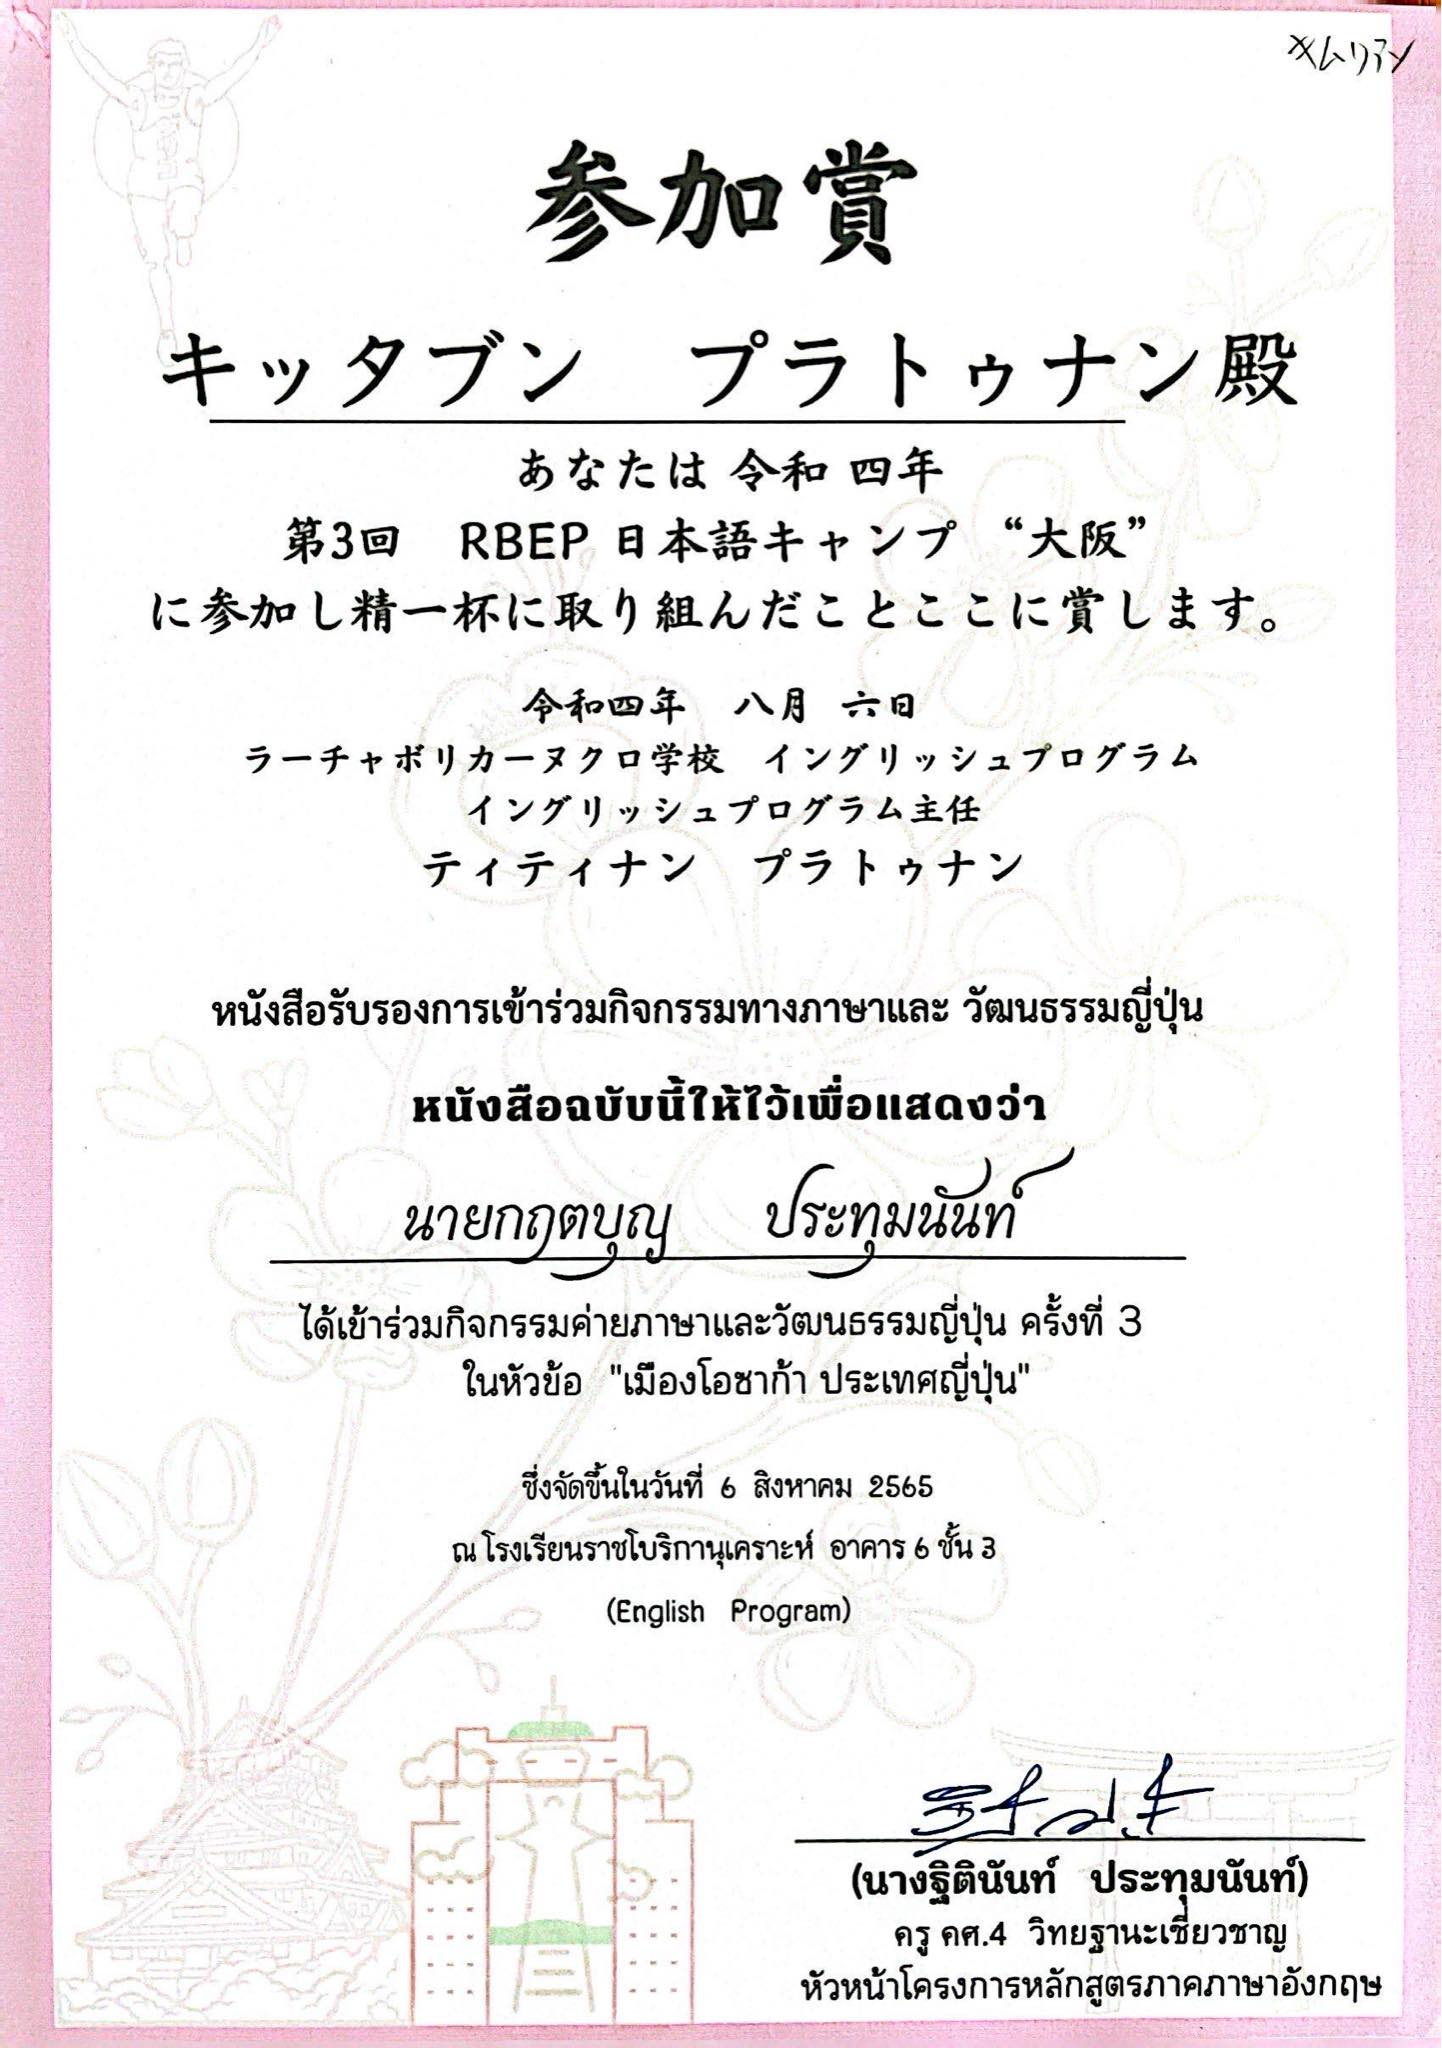 キムリアン
参加賞
キッタブン　プラトゥナン殿
あなたは 令和 四年
第3回　RBEP 日本語キャンプ “大阪”
に参加し精一杯に取り組んだことここに賞します。
令和四年　八月 六日
ラーチャボリカーヌクロ学校　イングリッシュプログラム
イングリッシュプログラム主任
ティティナン　プラトゥナン
หนังสือรับรองการเข้าร่วมกิจกรรมทางภาษาและ วัฒนธรรมญี่ปุ่น
หนังสือฉบับนี้ให้ไว้เพื่อแสดงว่า
นายกฤตบุญ ประทุมนันท์
ได้เข้าร่วมกิจกรรมค่ายภาษาและวัฒนธรรมญี่ปุ่น ครั้งที่ 3
ในหัวข้อ "เมืองโอซาก้า ประเทศญี่ปุ่น"
ซึ่งจัดขึ้นในวันที่ 6 สิงหาคม 2565
ณ โรงเรียนราชโบริกานุเคราะห์ อาคาร 6 ชั้น 3
(English Program)
(นางฐิตินันท์ ประทุมนันท์)
ครู คศ.4 วิทยฐานะเชี่ยวชาญ
หัวหน้าโครงการหลักสูตรภาคภาษาอังกฤษ